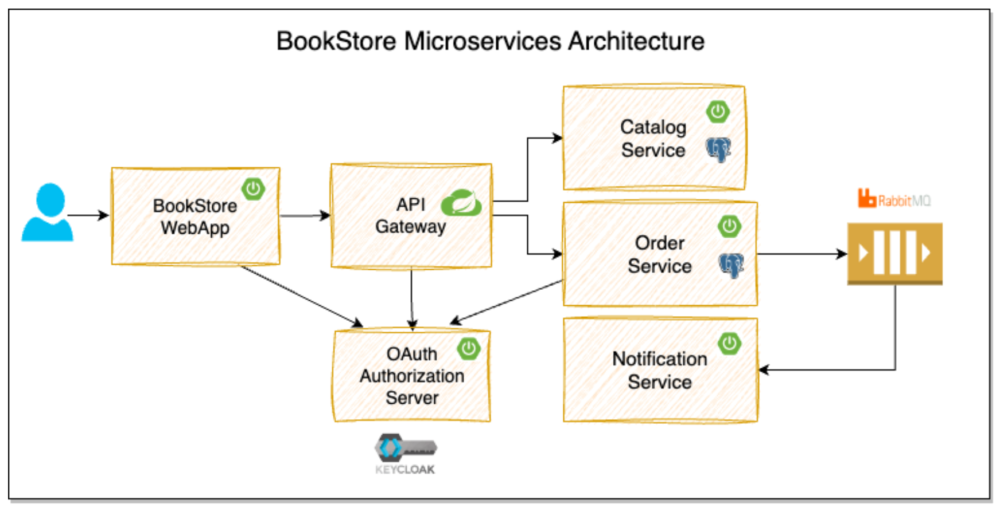 BookStore Microservices Architecture
Catalog
Service
BookStore
WebApp
API
Gateway
Order
Service
RabbitMQ
OAuth
Authorization
Server
Notification
Service
KEYCLOAK